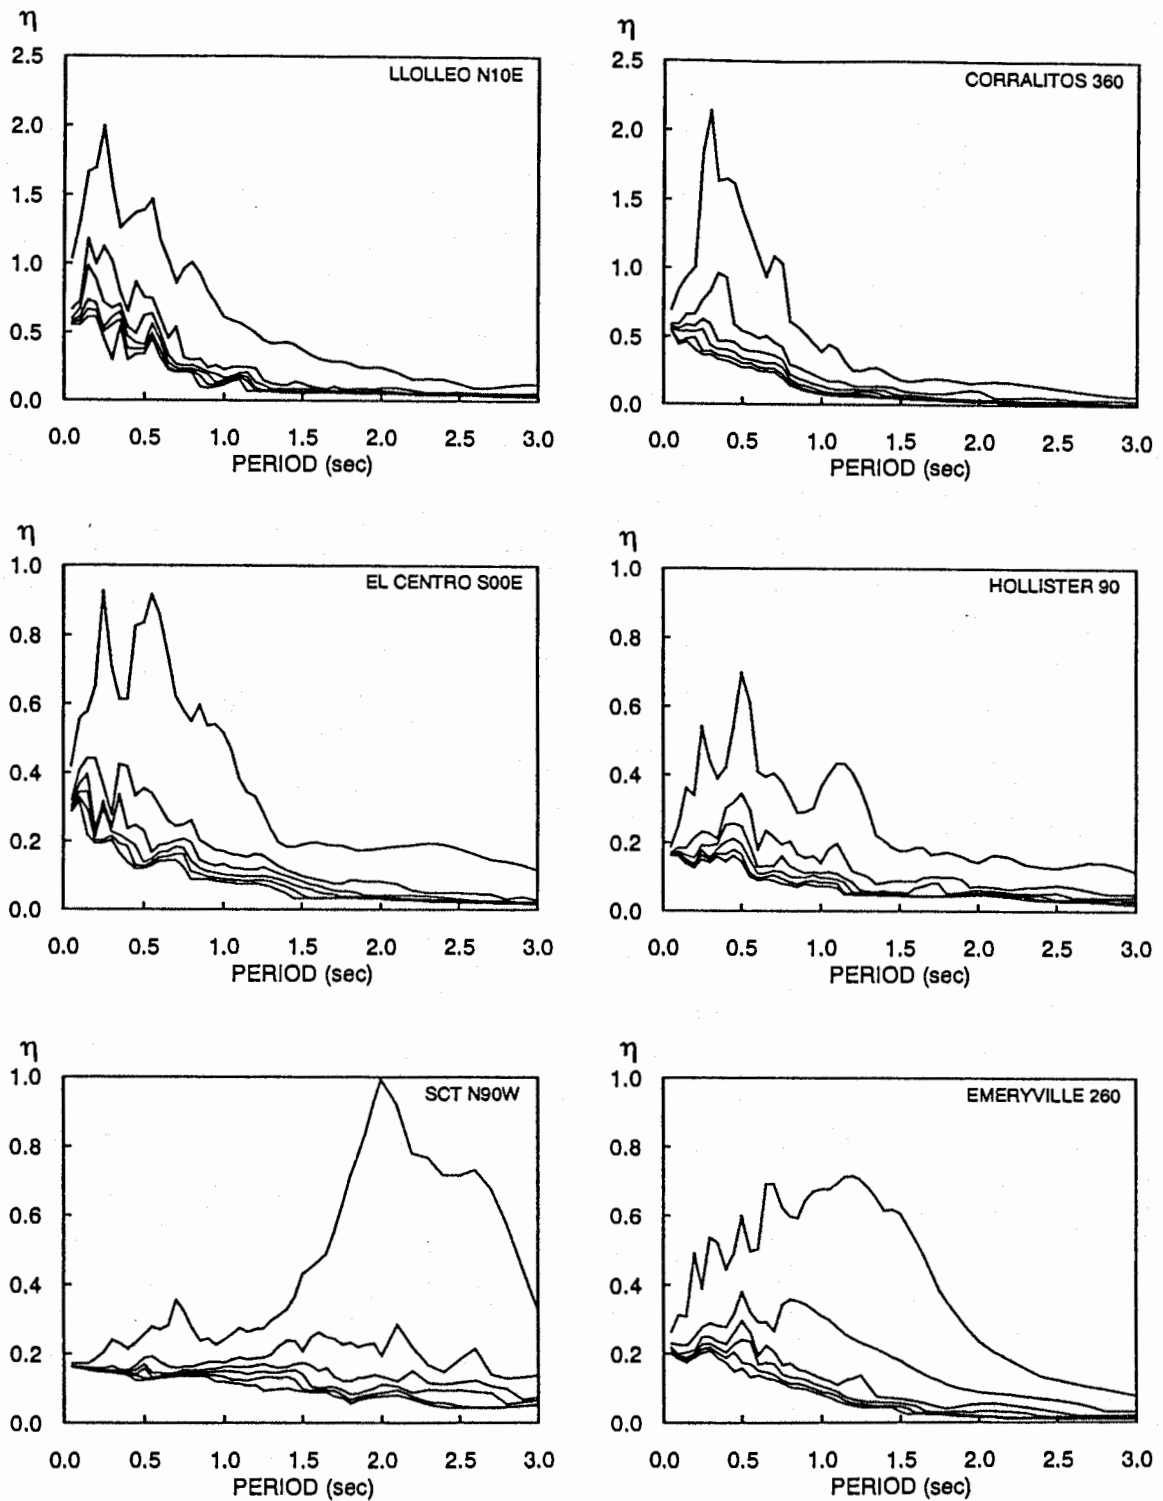 η
2.5
LLOLLEO N10E
2.0
1.5
1.0
0.5
0.0
0.0 0.5 1.0 1.5 2.0 2.5 3.0
PERIOD (sec)
η
2.5
CORRALITOS 360
2.0
1.5
1.0
0.5
0.0
0.0 0.5 1.0 1.5 2.0 2.5 3.0
PERIOD (sec)
η
1.0
EL CENTRO S00E
0.8
0.6
0.4
0.2
0.0
0.0 0.5 1.0 1.5 2.0 2.5 3.0
PERIOD (sec)
η
1.0
HOLLISTER 90
0.8
0.6
0.4
0.2
0.0
0.0 0.5 1.0 1.5 2.0 2.5 3.0
PERIOD (sec)
η
1.0
SCT N90W
0.8
0.6
0.4
0.2
0.0
0.0 0.5 1.0 1.5 2.0 2.5 3.0
PERIOD (sec)
η
1.0
EMERYVILLE 260
0.8
0.6
0.4
0.2
0.0
0.0 0.5 1.0 1.5 2.0 2.5 3.0
PERIOD (sec)